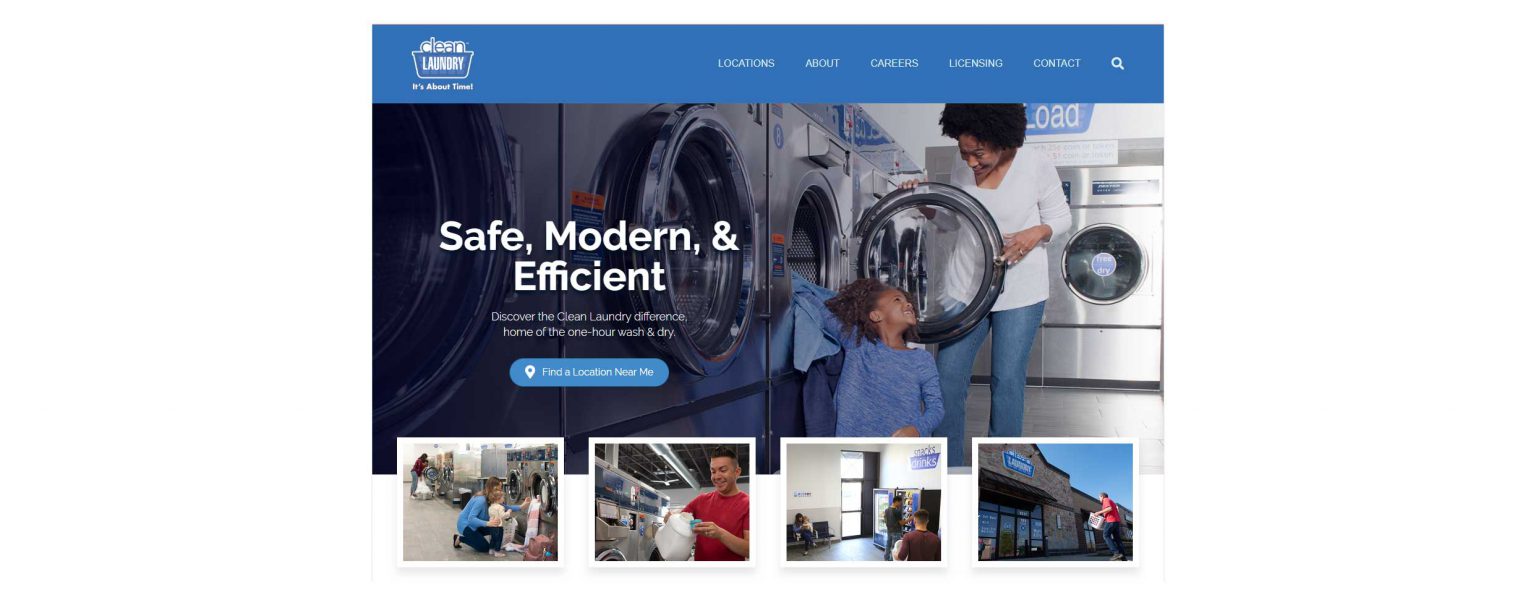 clean
LAUNDRY
It's About Time!
LOCATIONS
ABOUT
CAREERS
LICENSING
CONTACT
Load
8
Safe, Modern, &
Efficient
Discover the Clean Laundry difference,
home of the one-hour wash & dry.
Find a Location Near Me
free
dry
snacks
drinks
LAUNDRY